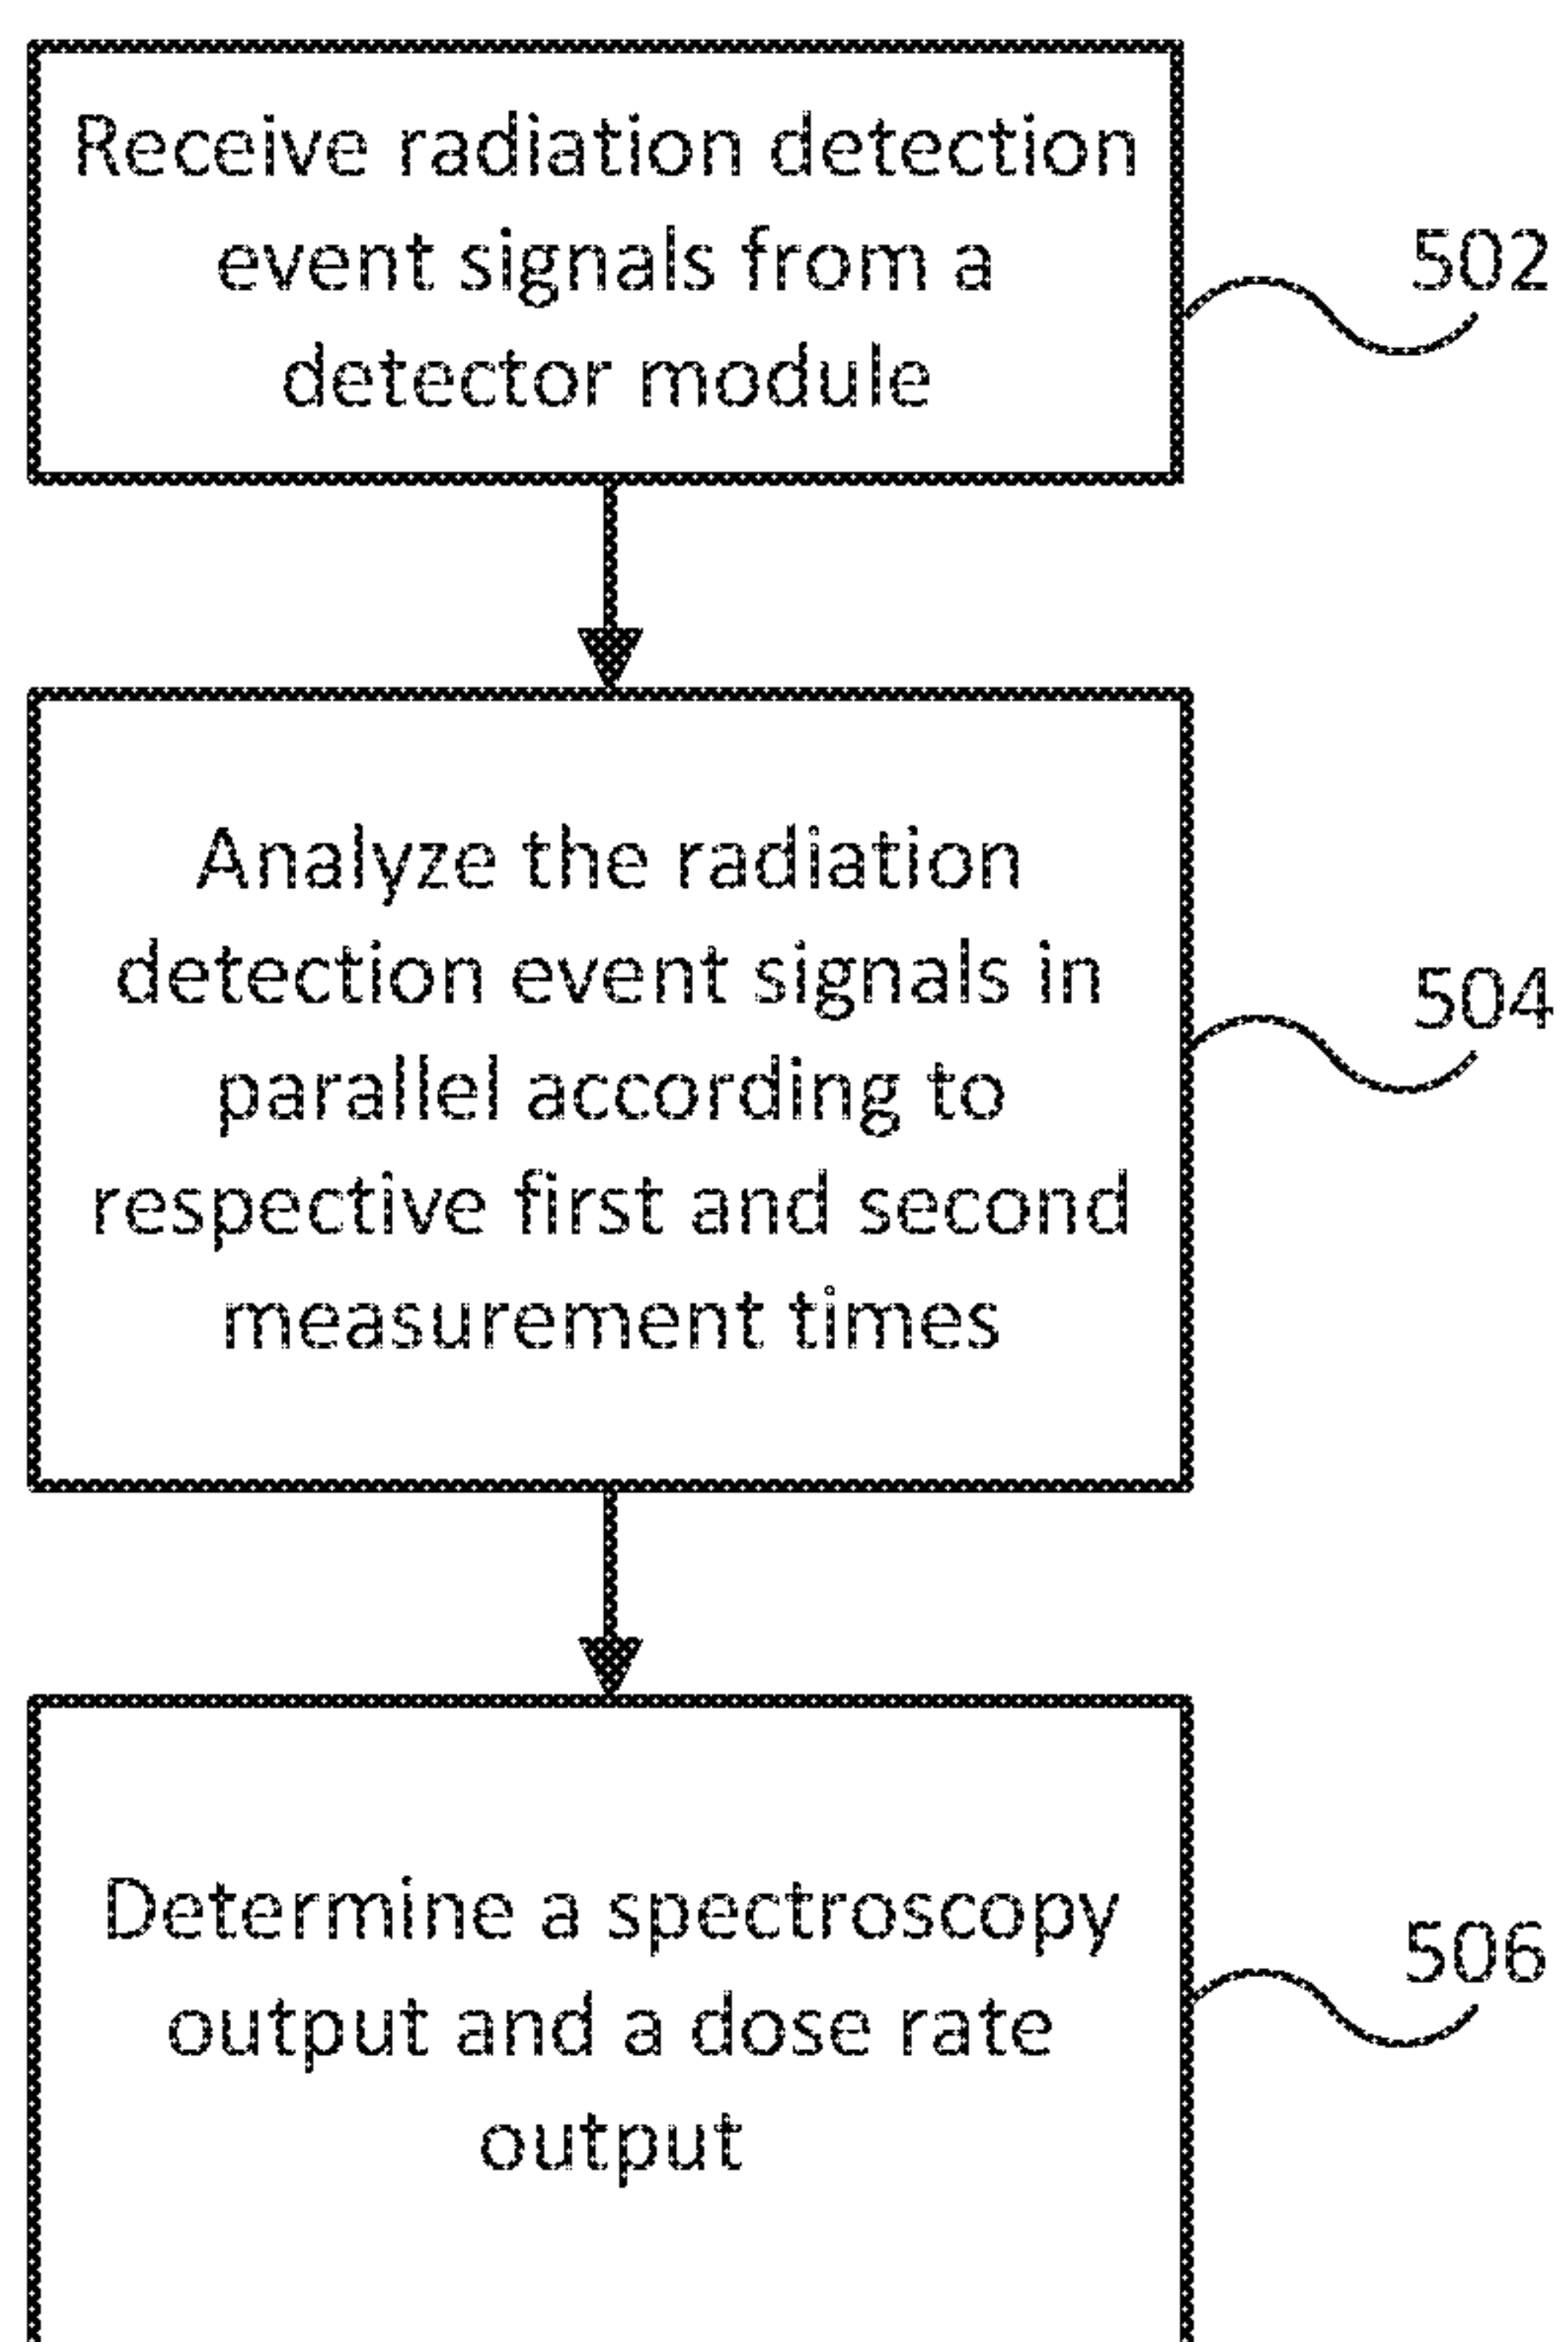 Receive radiation detection
event signals from a
detector module
502
Analyze the radiation
detection event signals in
parallel according to
respective first and second
measurement times
504
Determine a spectroscopy
output and a dose rate
output
506